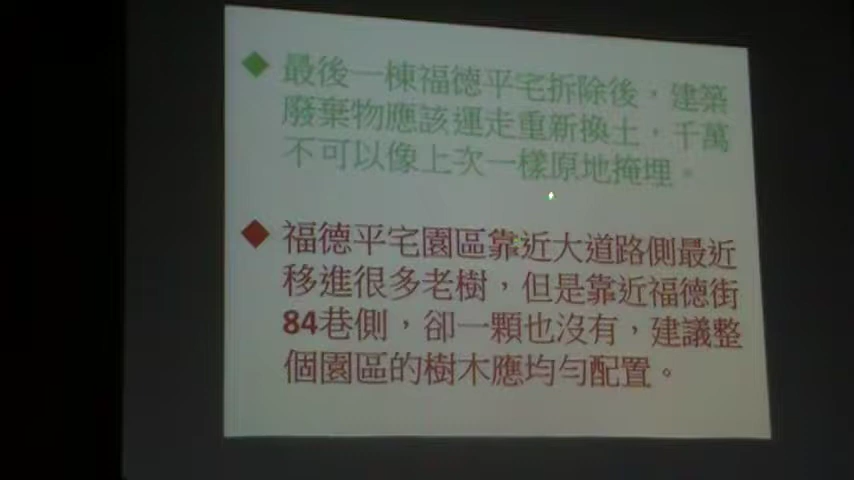 最後一棟福德平宅拆除後，建築
廢棄物應該運走重新換土，千萬
不可以像上次一樣原地掩埋。
福德平宅園區靠近大道路側最近
移進很多老樹，但是靠近福德街
84巷側，卻一顆也沒有，建議整
個園區的樹木應均勻配置。